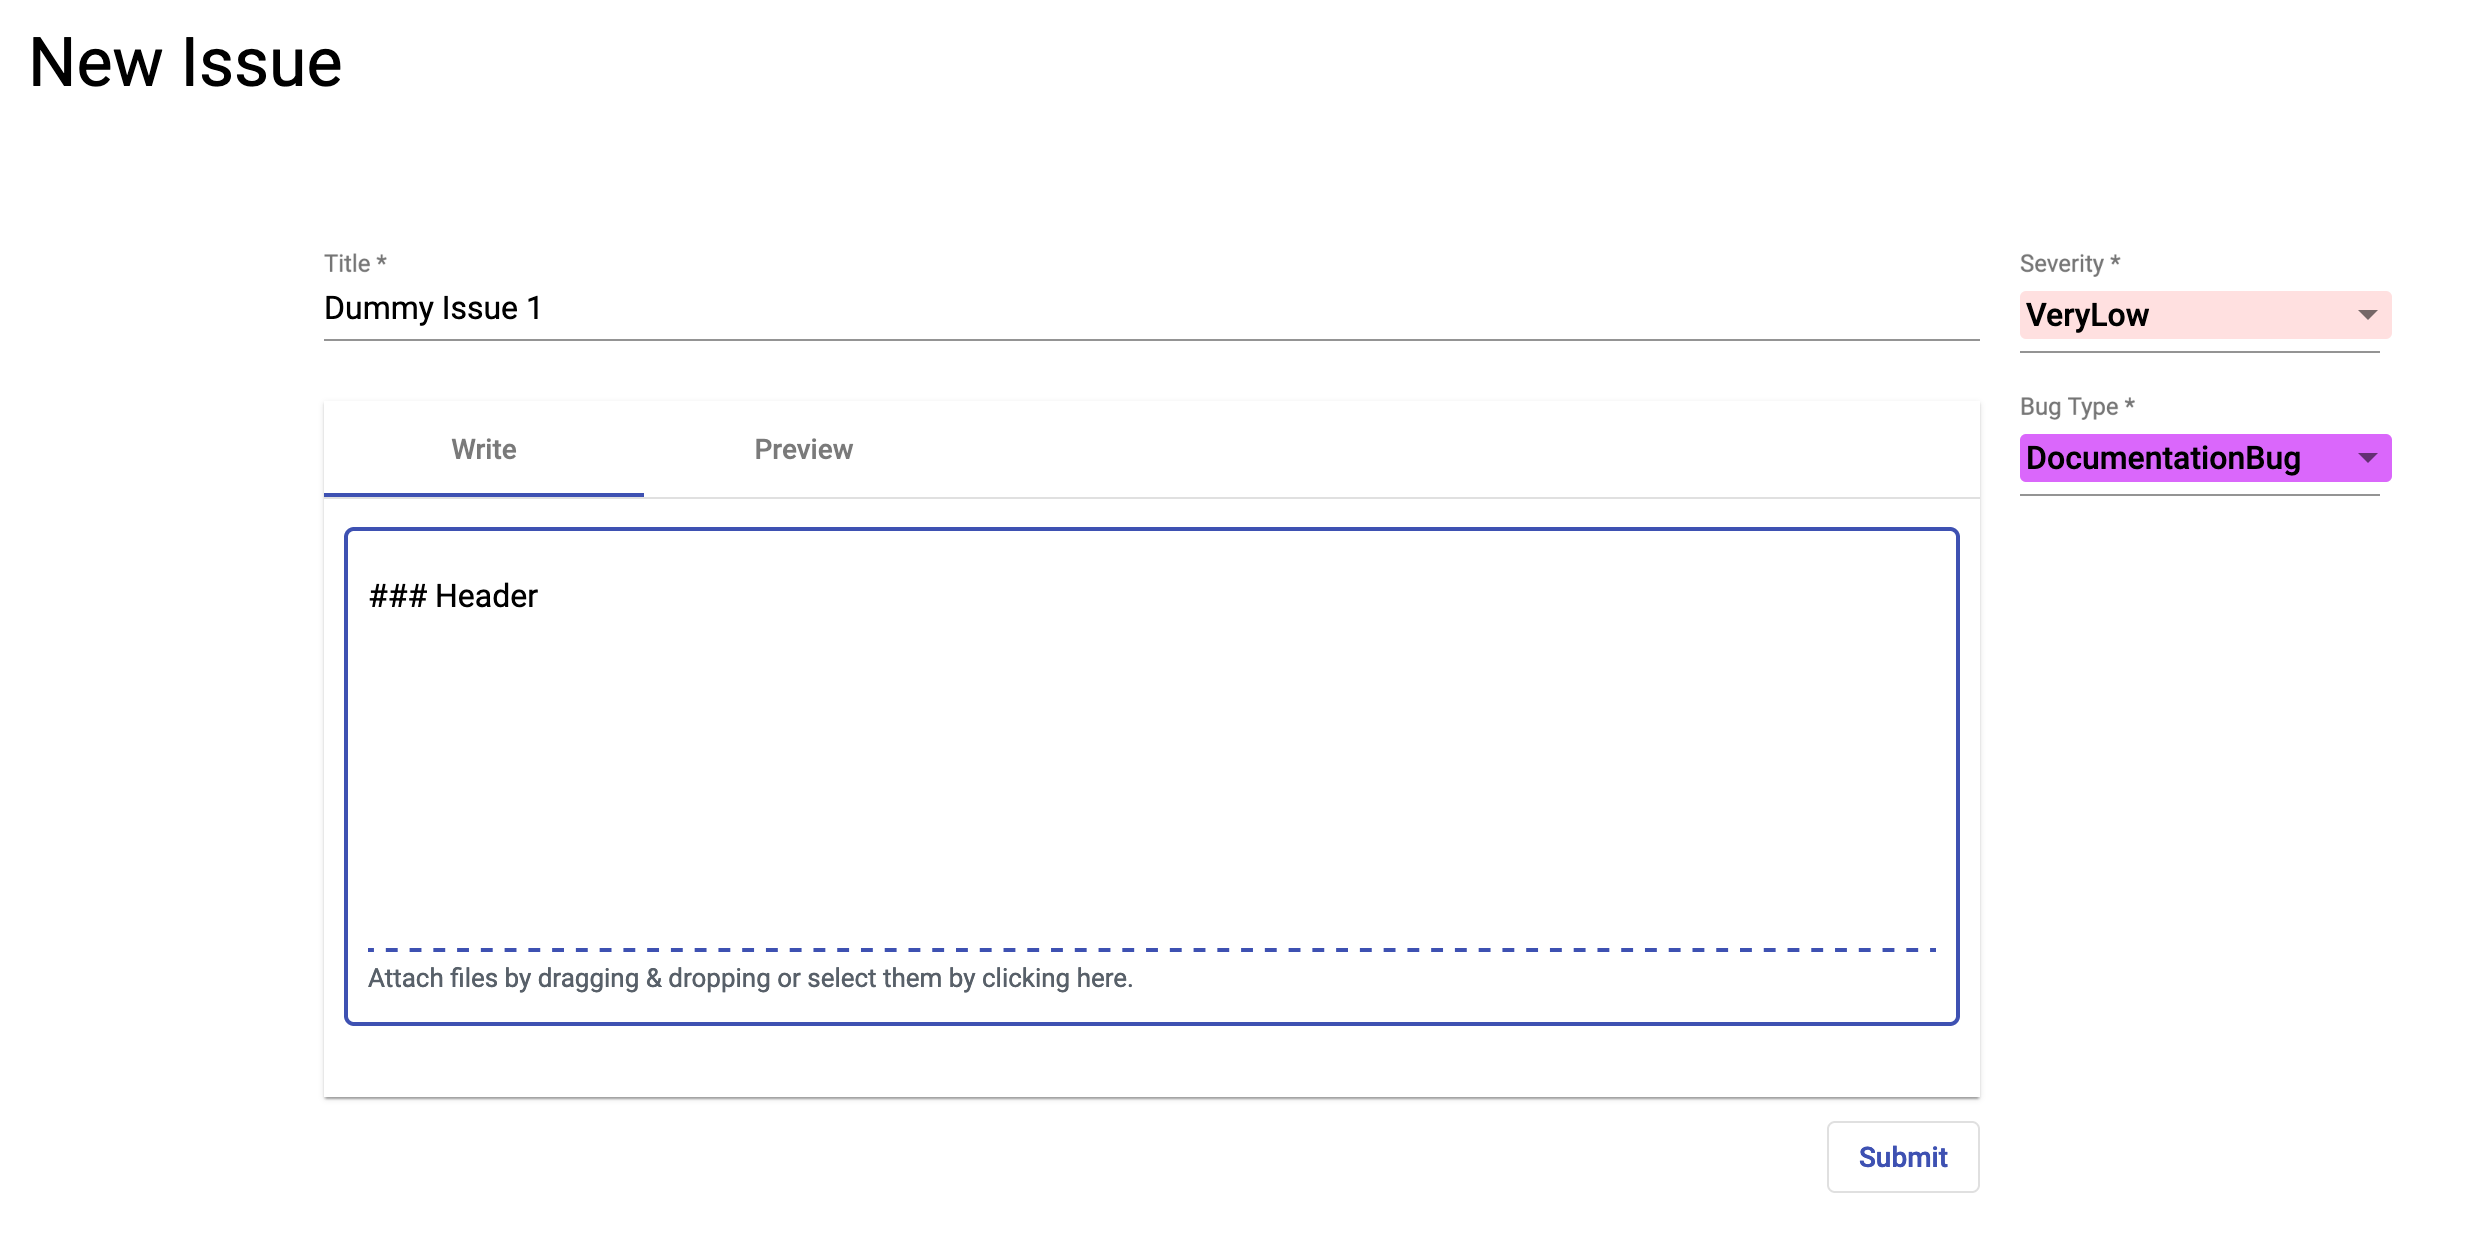 New Issue
Title *
Dummy Issue 1
Severity *
VeryLow
Bug Type *
DocumentationBug
Write
Preview
### Header
Attach files by dragging & dropping or select them by clicking here.
Submit